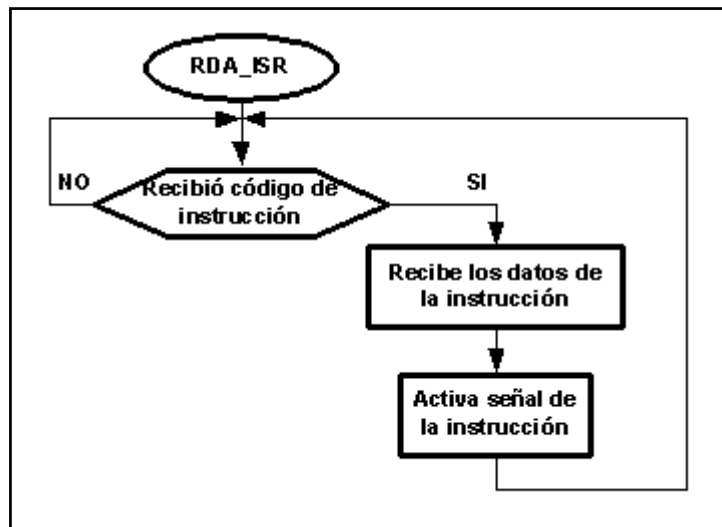 RDA_ISR
NO
Recibió código de
instrucción
SI
Recibe los datos de
la instrucción
Activa señal de
la instrucción